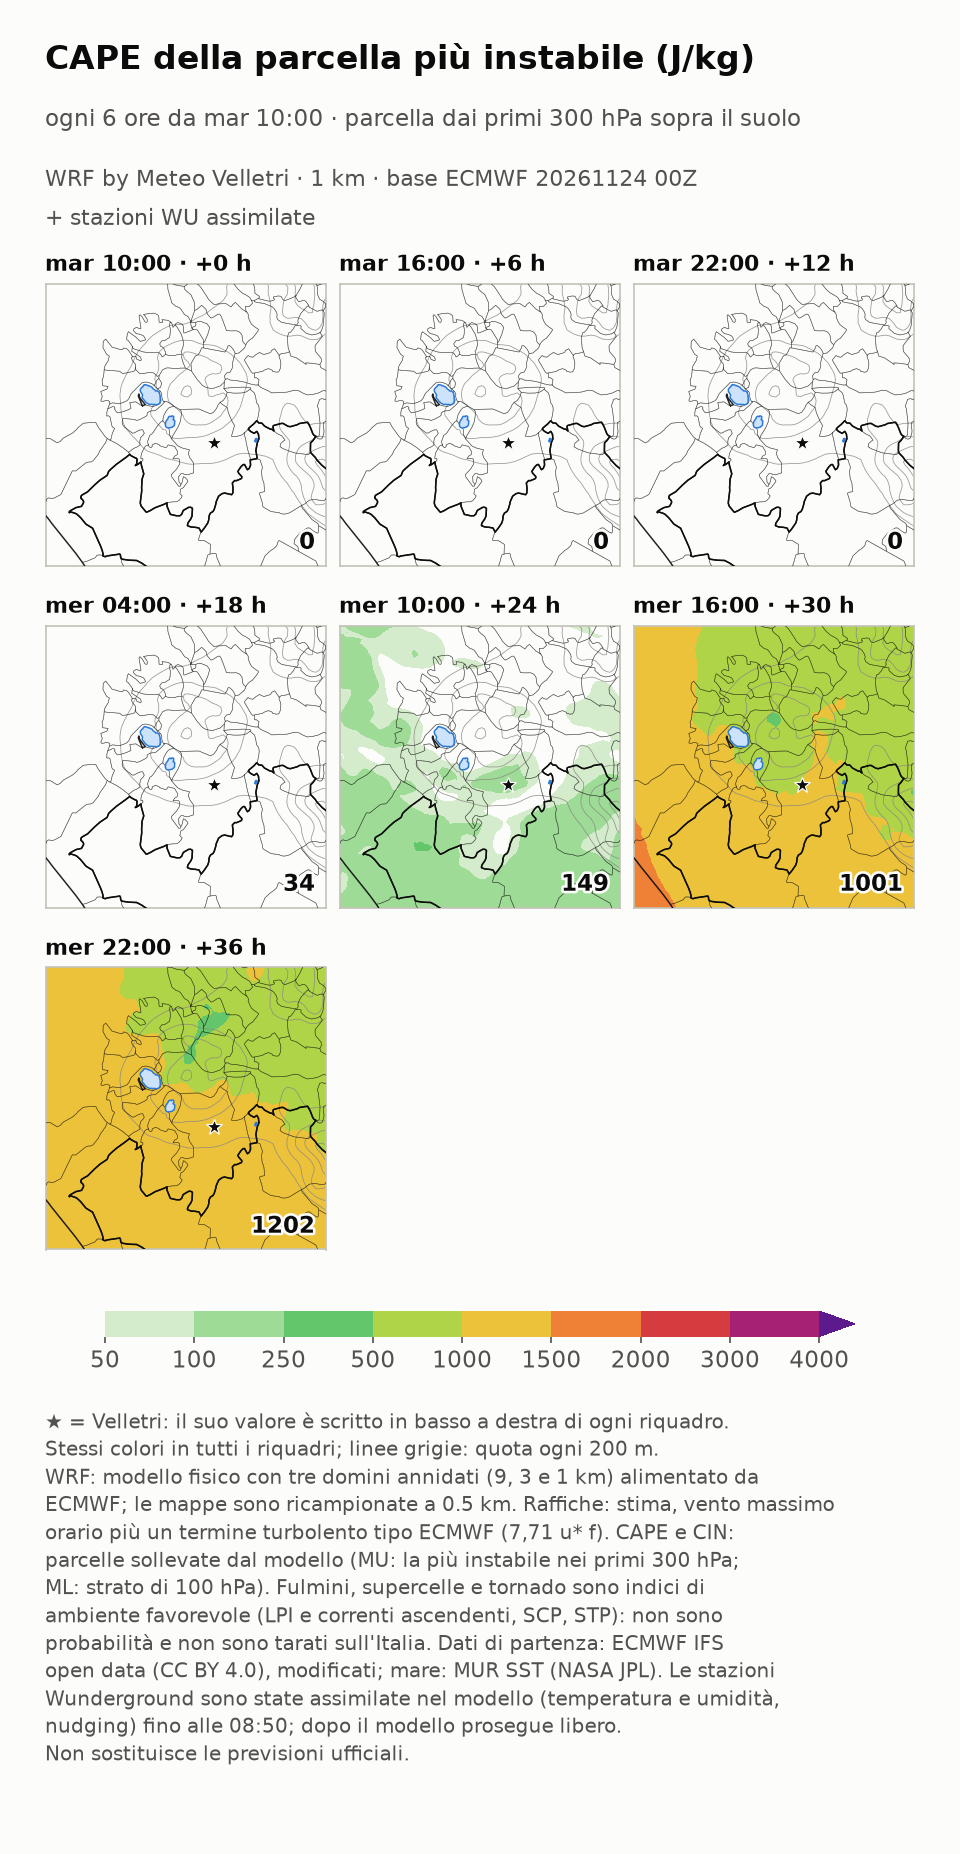 CAPE della parcella più instabile (J/kg)
ogni 6 ore da mar 10:00 · parcella dai primi 300 hPa sopra il suolo
WRF by Meteo Velletri · 1 km · base ECMWF 20261124 00Z
+ stazioni WU assimilate
mar 10:00 · +0 h
mar 16:00 · +6 h
mar 22:00 · +12 h
0
0
0
mer 04:00 · +18 h
mer 10:00 · +24 h
mer 16:00 · +30 h
34
149
1001
mer 22:00 · +36 h
1202
50 100 250 500 1000 1500 2000 3000 4000
★ = Velletri: il suo valore è scritto in basso a destra di ogni riquadro.
Stessi colori in tutti i riquadri; linee grigie: quota ogni 200 m.
WRF: modello fisico con tre domini annidati (9, 3 e 1 km) alimentato da
ECMWF; le mappe sono ricampionate a 0.5 km. Raffiche: stima, vento massimo
orario più un termine turbolento tipo ECMWF (7,71 u* f). CAPE e CIN:
parcelle sollevate dal modello (MU: la più instabile nei primi 300 hPa;
ML: strato di 100 hPa). Fulmini, supercelle e tornado sono indici di
ambiente favorevole (LPI e correnti ascendenti, SCP, STP): non sono
probabilità e non sono tarati sull'Italia. Dati di partenza: ECMWF IFS
open data (CC BY 4.0), modificati; mare: MUR SST (NASA JPL). Le stazioni
Wunderground sono state assimilate nel modello (temperatura e umidità,
nudging) fino alle 08:50; dopo il modello prosegue libero.
Non sostituisce le previsioni ufficiali.